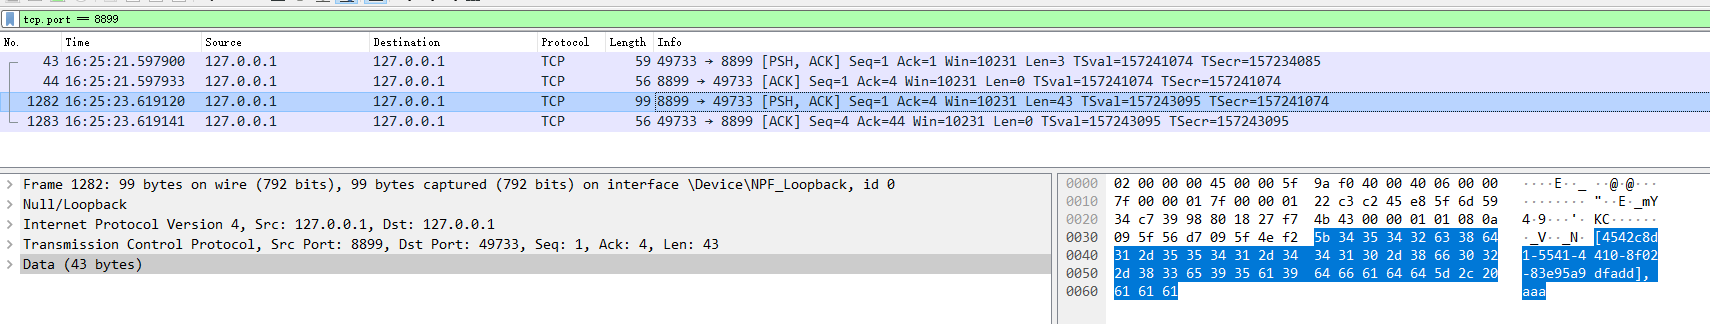 tcp.port == 8899
No. Time Source Destination Protocol Length Info
43 16:25:21.597900 127.0.0.1 127.0.0.1 TCP 59 49733 → 8899 [PSH, ACK] Seq=1 Ack=1 Win=10231 Len=3 TSval=157241074 TSecr=157234085
44 16:25:21.597933 127.0.0.1 127.0.0.1 TCP 56 8899 → 49733 [ACK] Seq=1 Ack=4 Win=10231 Len=0 TSval=157241074 TSecr=157241074
1282 16:25:23.619120 127.0.0.1 127.0.0.1 TCP 99 8899 → 49733 [PSH, ACK] Seq=1 Ack=4 Win=10231 Len=43 TSval=157243095 TSecr=157241074
1283 16:25:23.619141 127.0.0.1 127.0.0.1 TCP 56 49733 → 8899 [ACK] Seq=4 Ack=44 Win=10231 Len=0 TSval=157243095 TSecr=157243095
Frame 1282: 99 bytes on wire (792 bits), 99 bytes captured (792 bits) on interface \Device\NPF_Loopback, id 0
Null/Loopback
Internet Protocol Version 4, Src: 127.0.0.1, Dst: 127.0.0.1
Transmission Control Protocol, Src Port: 8899, Dst Port: 49733, Seq: 1, Ack: 4, Len: 43
Data (43 bytes)
0000 02 00 00 00 45 00 00 5f 9a f0 40 00 40 06 00 00 ····E··_ ··@·@···
0010 7f 00 00 01 7f 00 00 01 22 c3 c2 45 e8 5f 6d 59 ········ "··E·_mY
0020 34 c7 39 98 80 18 27 f7 4b 43 00 00 01 01 08 0a 4·9···'· KC······
0030 09 5f 56 d7 09 5f 4e f2 5b 34 35 34 32 63 38 64 ·_V··_N· [4542c8d
0040 31 2d 35 35 34 31 2d 34 34 31 30 2d 38 66 30 32 1-5541-4 410-8f02
0050 2d 38 33 65 39 35 61 39 64 66 61 64 64 5d 2c 20 -83e95a9 dfadd],
0060 61 61 61 aaa